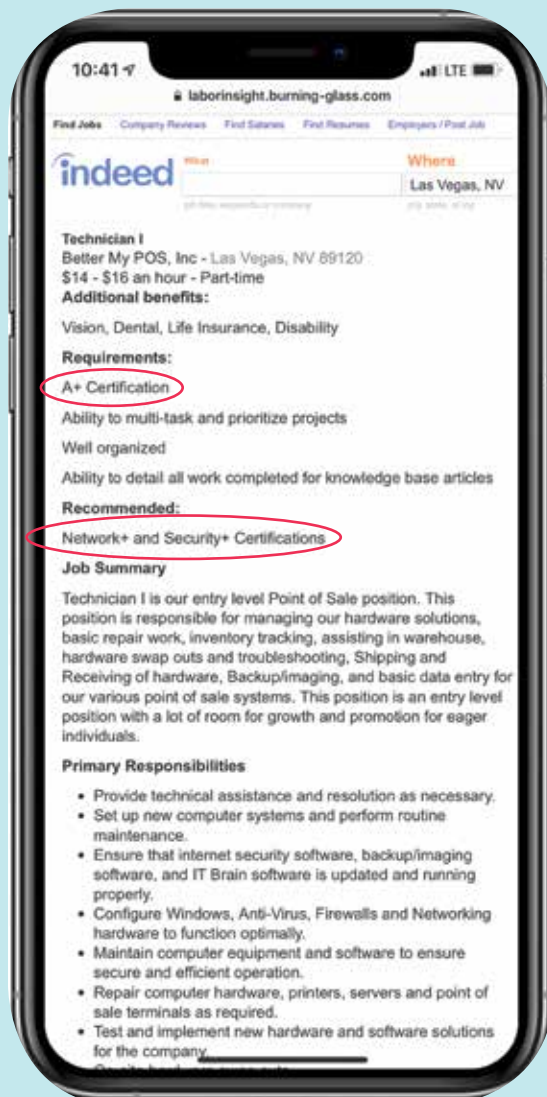 10:41
LTE
laborinsight.burning-glass.com
Find Jobs Company Reviews Find Salaries Find Resumes Employers / Post Job
indeed What Where
Las Vegas, NV
Technician I
Better My POS, Inc - Las Vegas, NV 89120
$14 - $16 an hour - Part-time
Additional benefits:
Vision, Dental, Life Insurance, Disability
Requirements:
A+ Certification
Ability to multi-task and prioritize projects
Well organized
Ability to detail all work completed for knowledge base articles
Recommended:
Network+ and Security+ Certifications
Job Summary
Technician I is our entry level Point of Sale position. This
position is responsible for managing our hardware solutions,
basic repair work, inventory tracking, assisting in warehouse,
hardware swap outs and troubleshooting, Shipping and
Receiving of hardware, Backup/imaging, and basic data entry for
our various point of sale systems. This position is an entry level
position with a lot of room for growth and promotion for eager
individuals.
Primary Responsibilities
• Provide technical assistance and resolution as necessary.
• Set up new computer systems and perform routine
maintenance.
• Ensure that internet security software, backup/imaging
software, and IT Brain software is updated and running
properly.
• Configure Windows, Anti-Virus, Firewalls and Networking
hardware to function optimally.
• Maintain computer equipment and software to ensure
secure and efficient operation.
• Repair computer hardware, printers, servers and point of
sale terminals as required.
• Test and implement new hardware and software solutions
for the company.